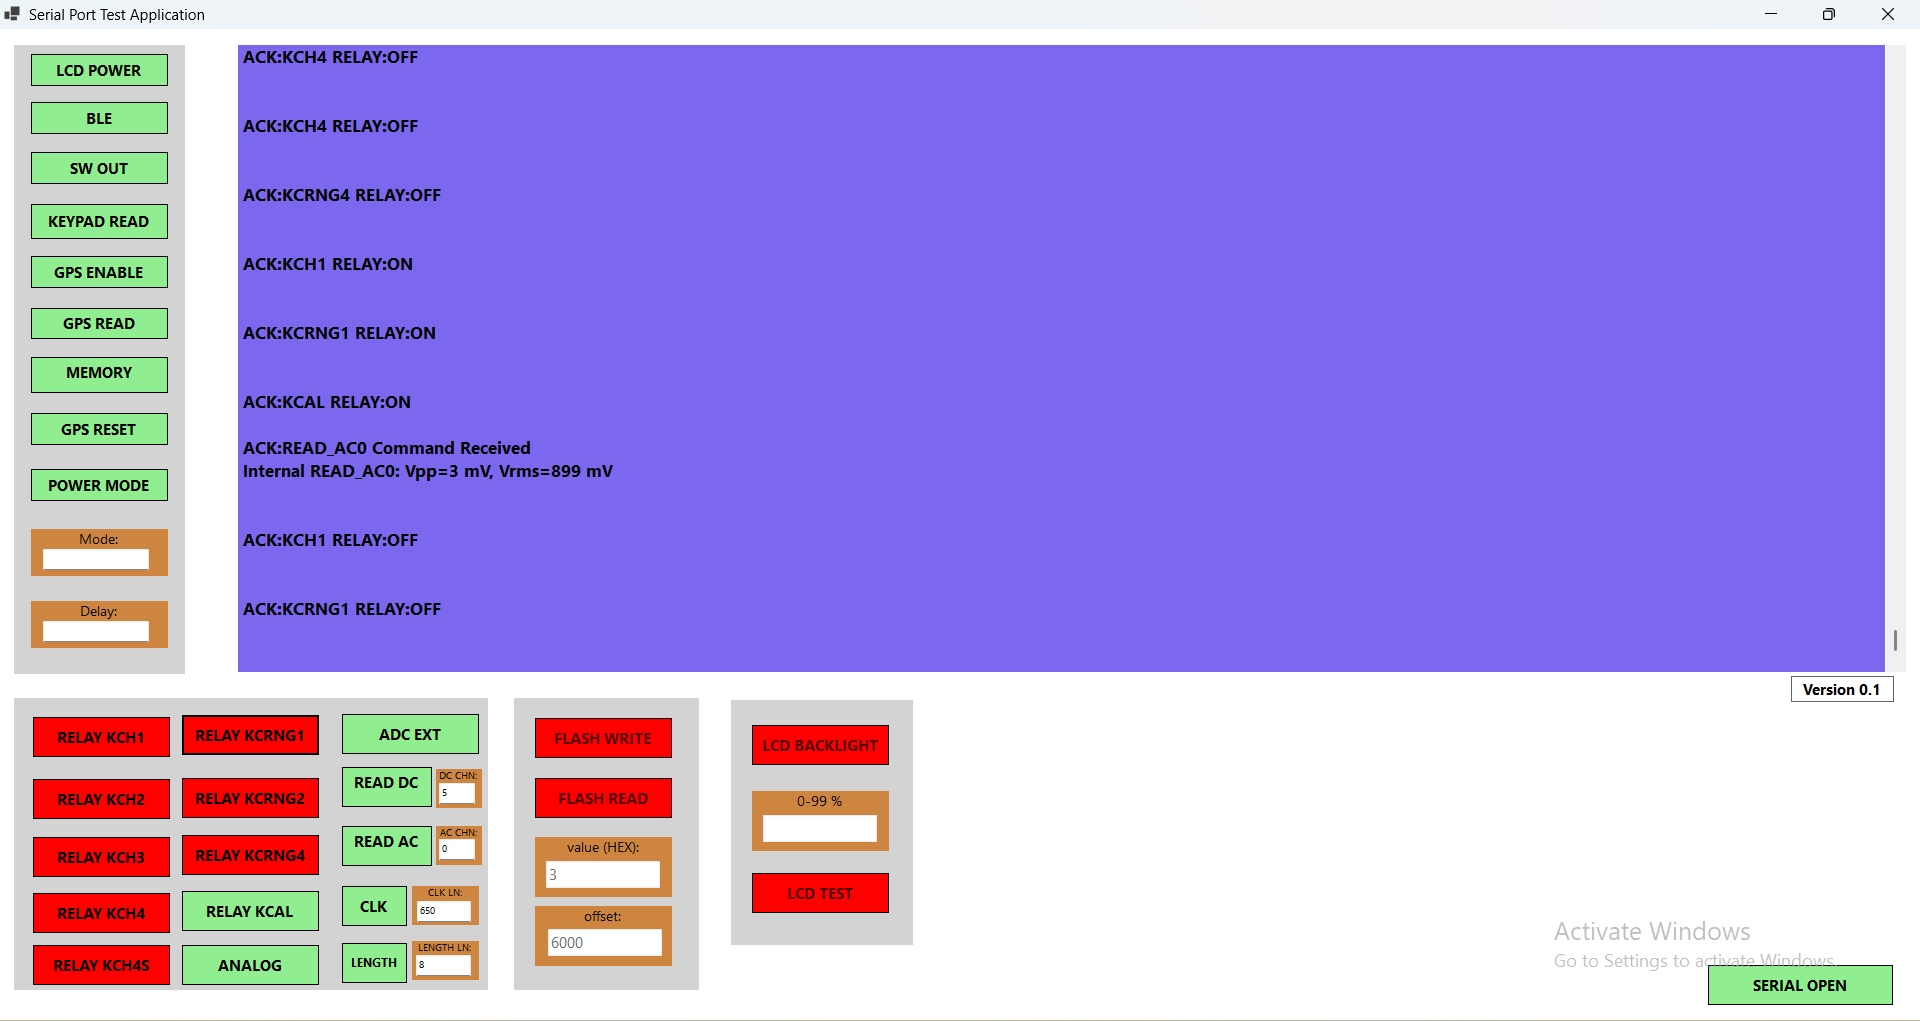 Serial Port Test Application
LCD POWER
BLE
SW OUT
KEYPAD READ
GPS ENABLE
GPS READ
MEMORY
GPS RESET
POWER MODE
Mode:
Delay:
ACK:KCH4 RELAY:OFF
ACK:KCH4 RELAY:OFF
ACK:KCRNG4 RELAY:OFF
ACK:KCH1 RELAY:ON
ACK:KCRNG1 RELAY:ON
ACK:KCAL RELAY:ON
ACK:READ_AC0 Command Received
Internal READ_AC0: Vpp=3 mV, Vrms=899 mV
ACK:KCH1 RELAY:OFF
ACK:KCRNG1 RELAY:OFF
Version 0.1
RELAY KCH1
RELAY KCH2
RELAY KCH3
RELAY KCH4
RELAY KCH4S
RELAY KCRNG1
RELAY KCRNG2
RELAY KCRNG4
RELAY KCAL
ANALOG
ADC EXT
READ DC
DC CHN:
5
READ AC
AC CHN:
0
CLK
CLK LN:
650
LENGTH
LENGTH LN:
8
FLASH WRITE
FLASH READ
value (HEX):
3
offset:
6000
LCD BACKLIGHT
0-99 %
LCD TEST
Activate Windows
Go to Settings to activate Windows.
SERIAL OPEN